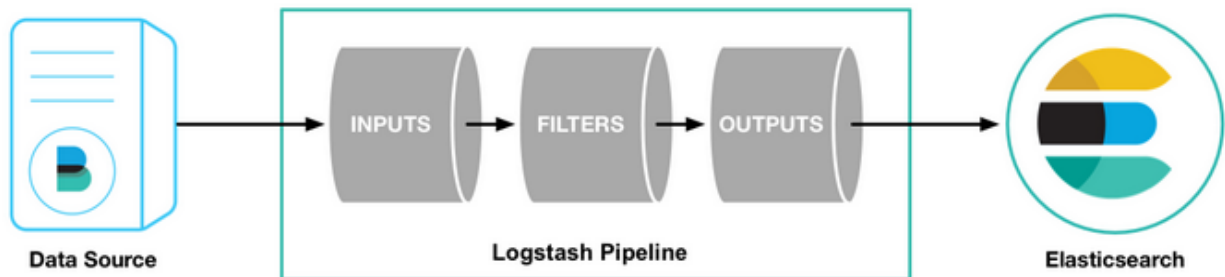 INPUTS
FILTERS
OUTPUTS
Data Source
Logstash Pipeline
Elasticsearch